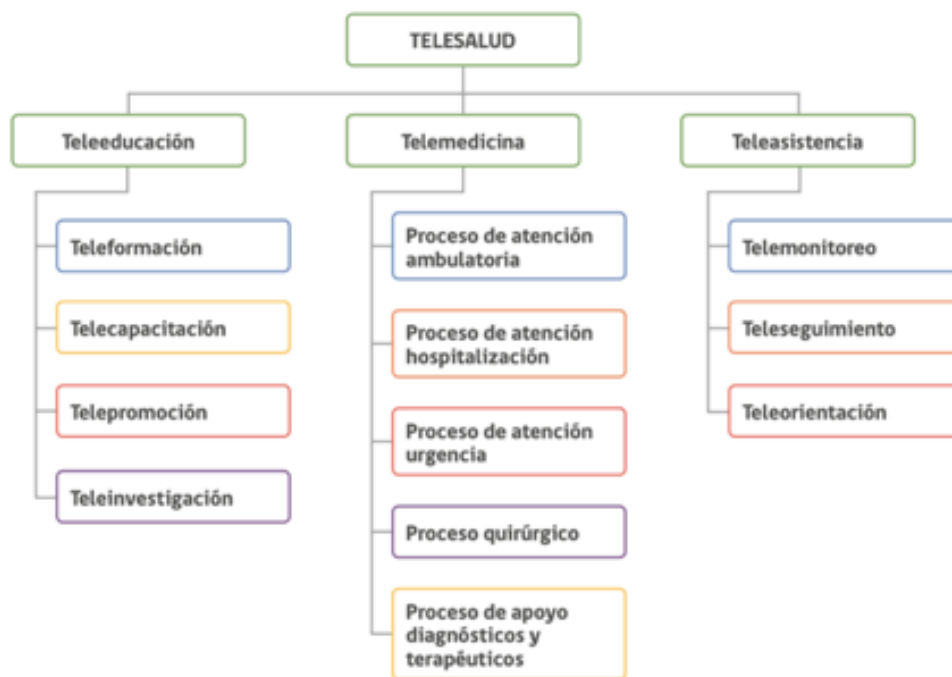 TELESALUD
Teleeducación
Teleformación
Telecapacitación
Telepromoción
Teleinvestigación
Telemedicina
Proceso de atención
ambulatoria
Proceso de atención
hospitalización
Proceso de atención
urgencia
Proceso quirúrgico
Proceso de apoyo
diagnósticos y
terapéuticos
Teleasistencia
Telemonitoreo
Teleseguimiento
Teleorientación